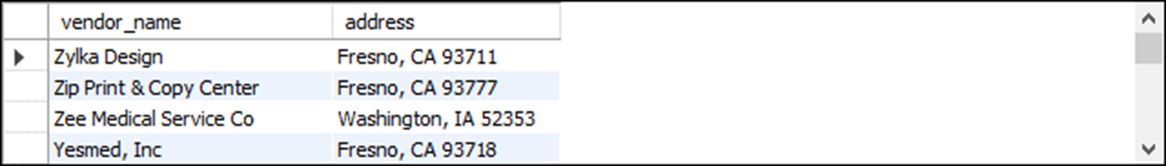 vendor_name address
Zylka Design Fresno, CA 93711
Zip Print & Copy Center Fresno, CA 93777
Zee Medical Service Co Washington, IA 52353
Yesmed, Inc Fresno, CA 93718